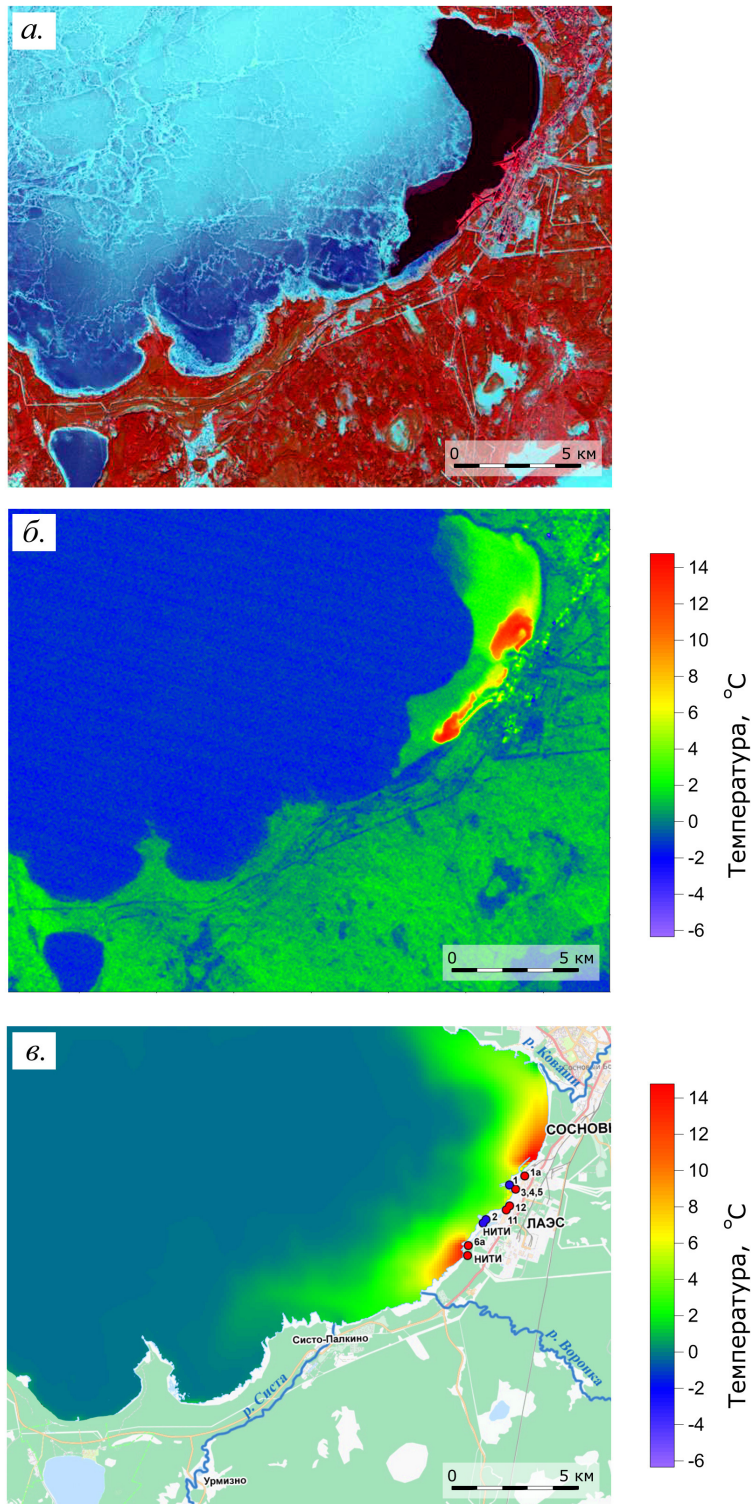 а.
0 5 км
б.
14
12
10
8
6
4
2
0
-2
-4
-6
Температура, °С
0 5 км
в.
р. Коваши
СОСНОВЫ
1а
1
3,4,5
12
11
2
ЛАЭС
НИТИ
6а
НИТИ
р. Воронка
Систо-Палкино
р. Систа
Урмизно
0 5 км
14
12
10
8
6
4
2
0
-2
-4
-6
Температура, °С